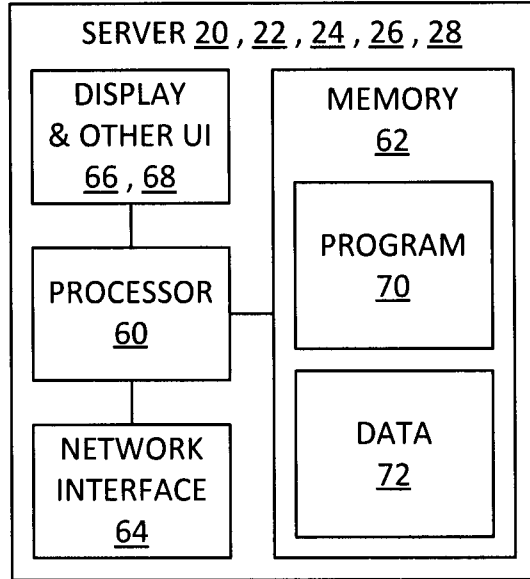 SERVER 20 , 22 , 24 , 26 , 28
DISPLAY
& OTHER UI
66 , 68
PROCESSOR
60
NETWORK
INTERFACE
64
MEMORY
62
PROGRAM
70
DATA
72